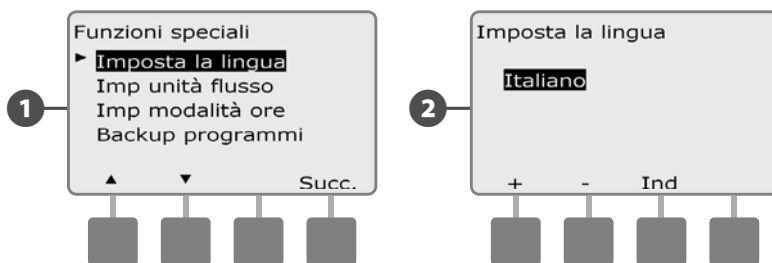 1
Funzioni speciali
► Imposta la lingua
Imp unità flusso
Imp modalità ore
Backup programmi
▲ ▼ Succ.
2
Imposta la lingua
Italiano
+ - Ind